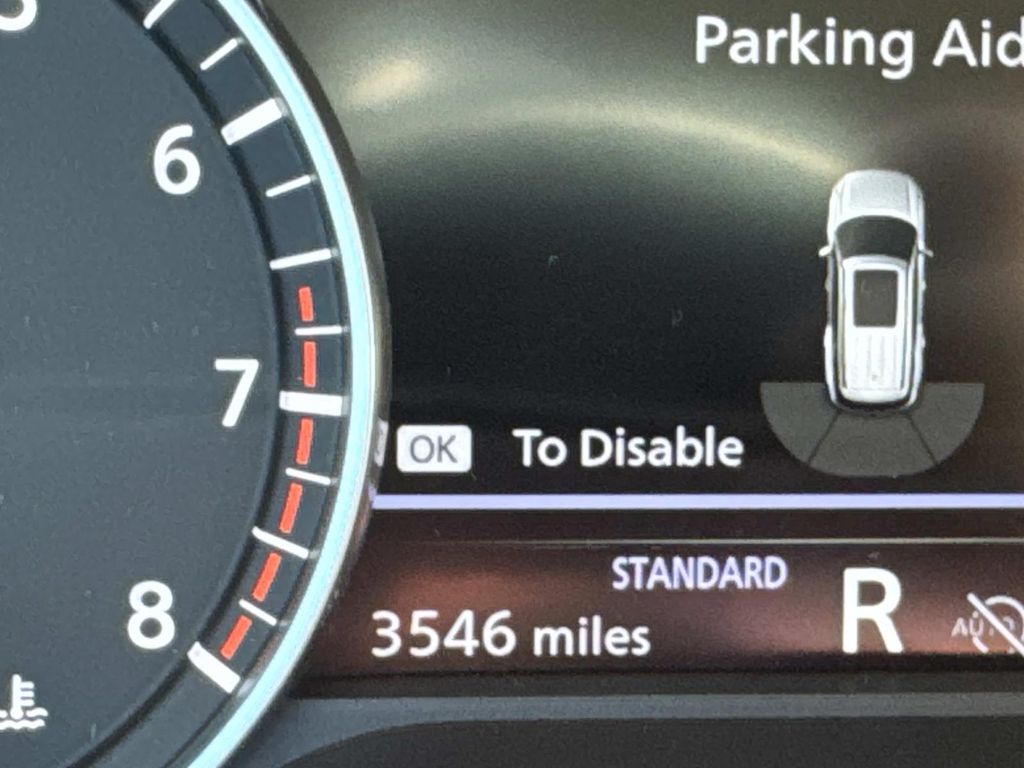 Parking Aid
6
7
OK To Disable
STANDARD
8
3546 miles R